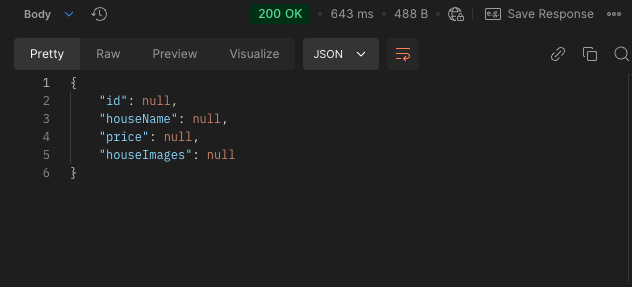 Body 200 OK • 643 ms • 488 B e.g. Save Response
Pretty Raw Preview Visualize JSON
1 {
2 "id": null,
3 "houseName": null,
4 "price": null,
5 "houseImages": null
6 }